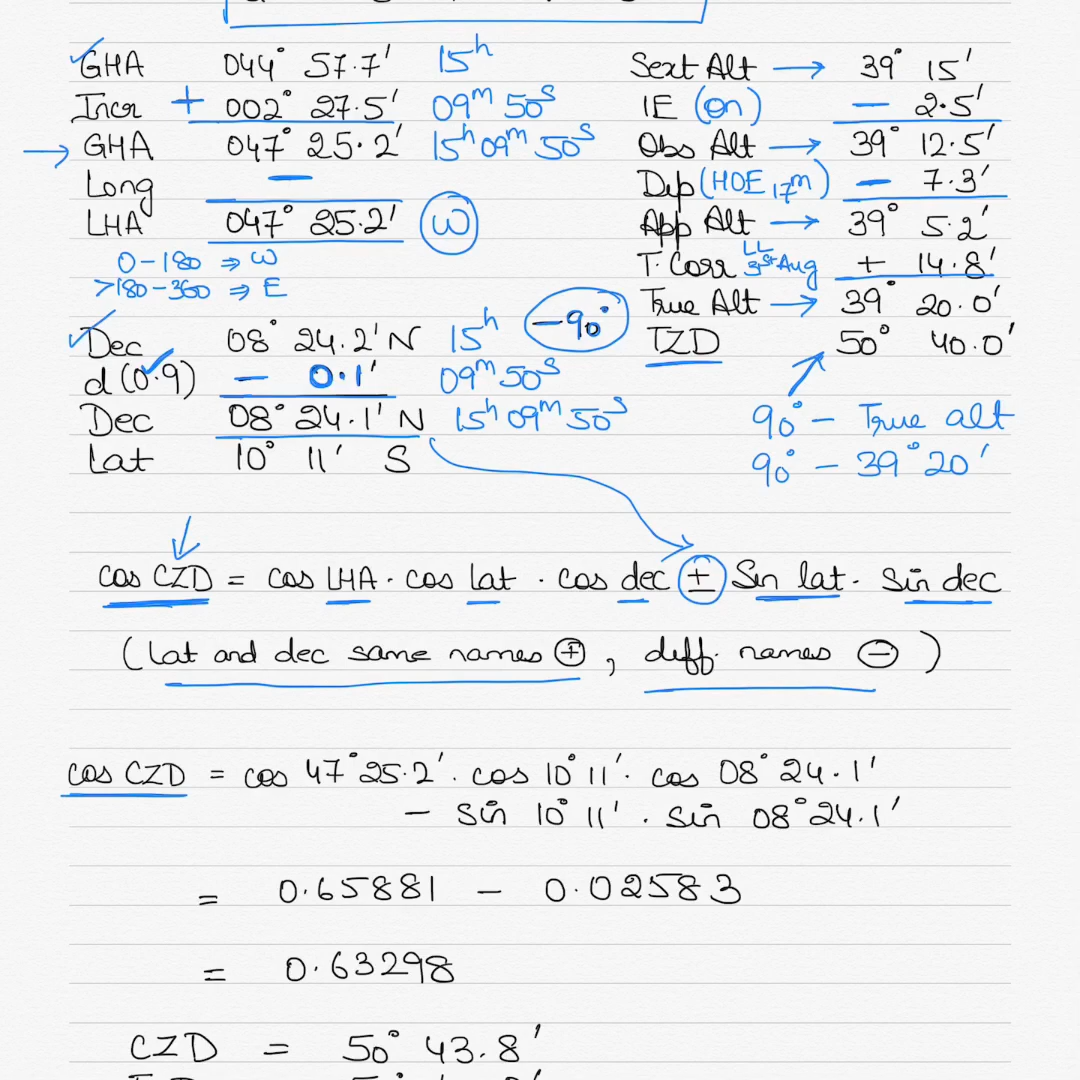 GHA 044° 57.7' 15h
Incr + 002° 27.5' 09m 50s
→ GHA 047° 25.2' 15h 09m 50s
Long —
LHA 047° 25.2' (W)
0-180 ⇒ W
>180-360 ⇒ E
Dec 08° 24.2' N 15h
d (0.9) - 0.1' 09m 50s
Dec 08° 24.1' N 15h 09m 50s
Lat 10° 11' S
Sext Alt → 39° 15'
IE (on) - 2.5'
Obs Alt → 39° 12.5'
Dip (HOE 17m) - 7.3'
App Alt → 39° 5.2'
T. Corr LL Aug + 14.8'
True Alt → 39° 20.0'
-90°
TZD 50° 40.0'
90° - True alt
90° - 39° 20'
cos CZD = cos LHA · cos lat · cos dec ± Sin lat · Sin dec
(lat and dec same names ⊕, diff. names ⊖)
cos CZD = cos 47° 25.2' · cos 10° 11' · cos 08° 24.1'
- sin 10° 11' · sin 08° 24.1'
= 0.65881 - 0.02583
= 0.63298
CZD = 50° 43.8'